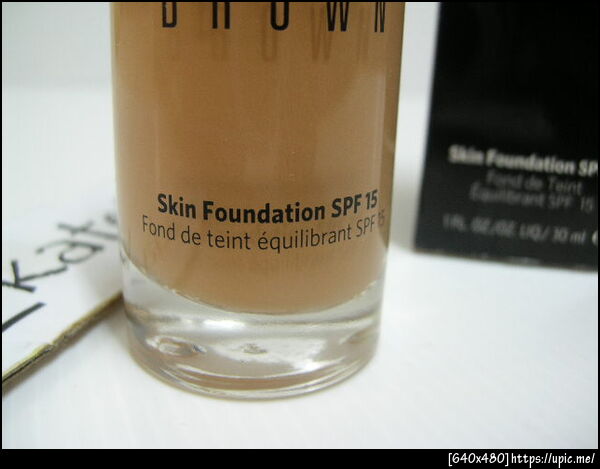 BROWN
Skin Foundation SPF 15
Fond de teint équilibrant SPF 15
Skin Foundation SP
Fond de Teint
Équilibrant SPF 15
1 FL. OZ./OZ. LIQ./ 30 ml
kate
[640x480]https://upic.me/